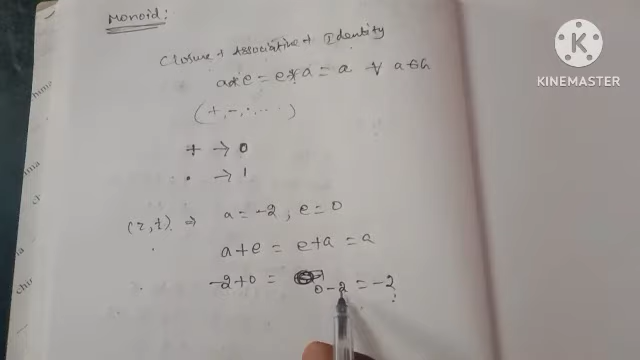 Monoid:
Closure + Associative + Identity
a*e = e*a = a ∀ a∈G
(+, -, ·, ....)
+ → 0
· → 1
(z, +) ⇒ a = -2, e = 0
a+e = e+a = a
-2+0 = 0-2 = -2
KINEMASTER